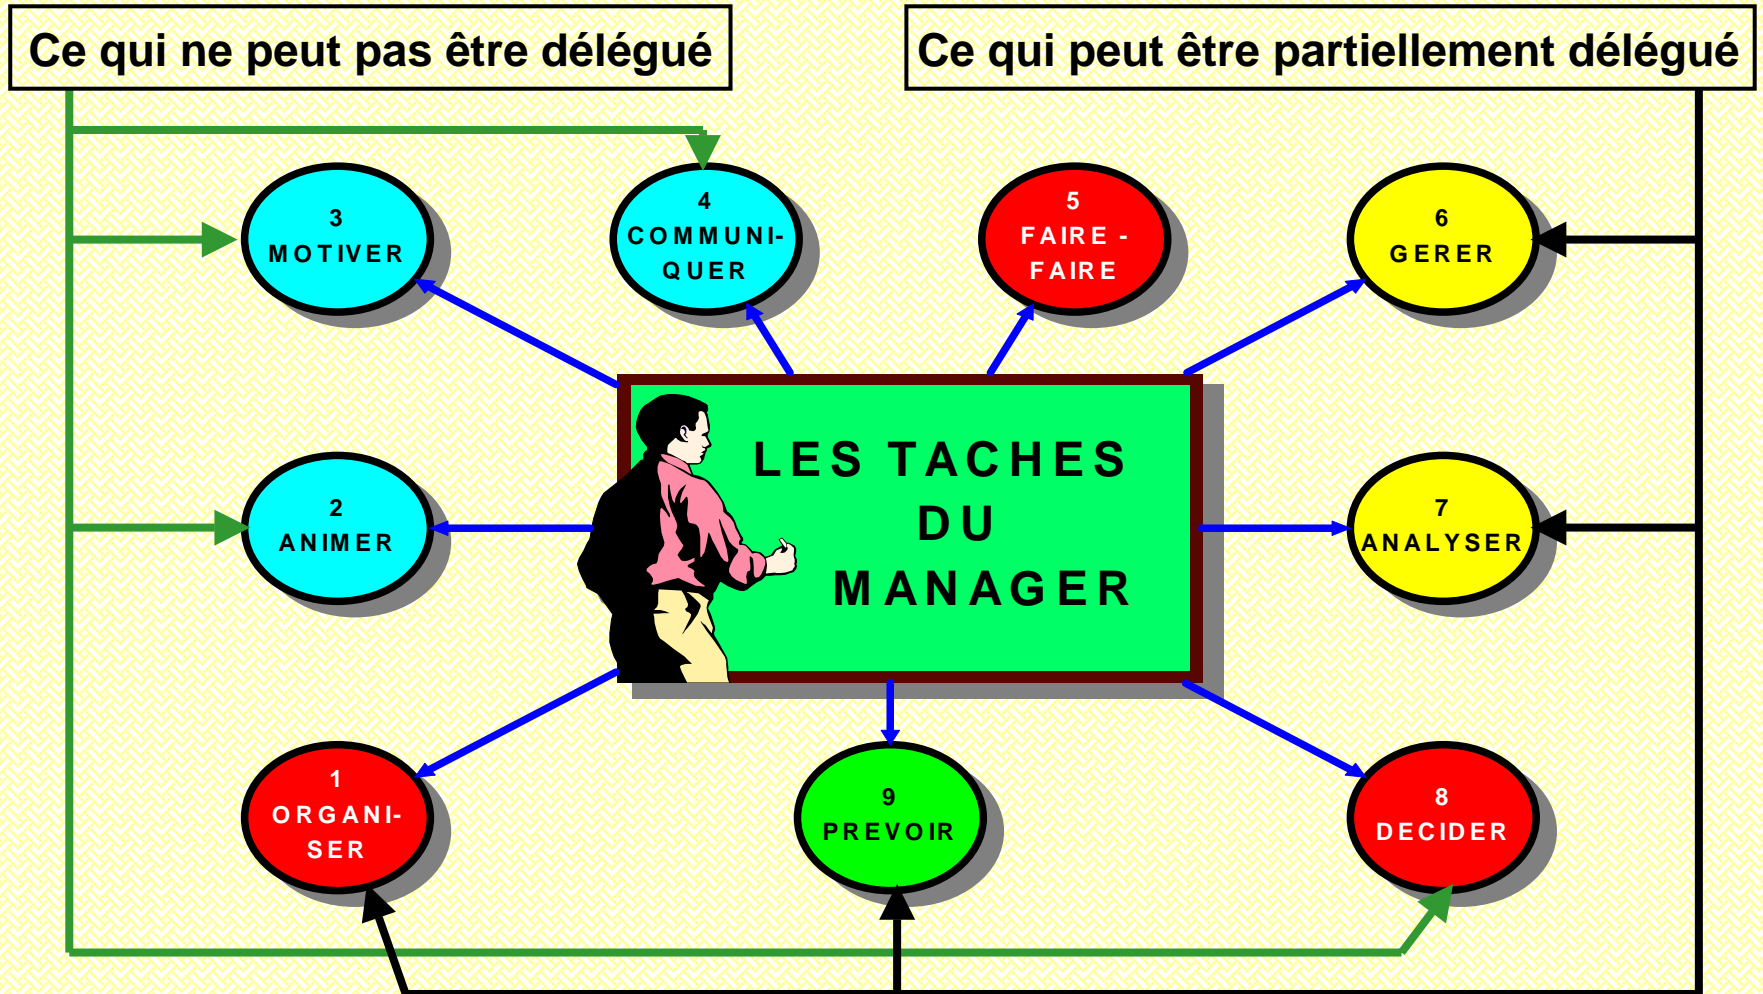 Ce qui ne peut pas être délégué
Ce qui peut être partiellement délégué
3
MOTIVER
4
COMMUNI-
QUER
5
FAIRE -
FAIRE
6
GERER
LES TACHES
DU
MANAGER
2
ANIMER
7
ANALYSER
1
ORGANI-
SER
9
PREVOIR
8
DECIDER